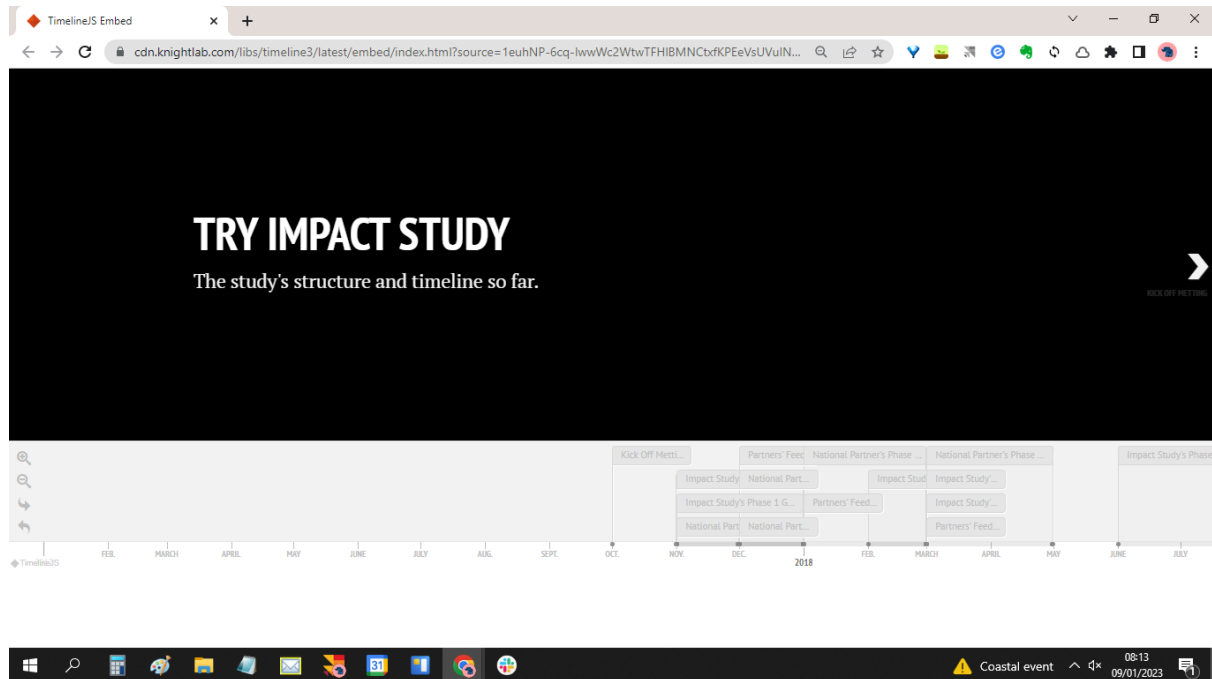 TimelineJS Embed
cdn.knightlab.com/libs/timeline3/latest/embed/index.html?source=1euhNP-6cq-IwwWc2WtwTFHIBMNCtxfKPEeVsUVuIN...
TRY IMPACT STUDY
The study's structure and timeline so far.
KICK OFF METTING
Kick Off Metti... Partners' Feed National Partner's Phase ... National Partner's Phase ... Impact Study's Phase
Impact Study National Part... Impact Stud Impact Study'...
Impact Study's Phase 1 G... Partners' Feed... Impact Study'...
National Part National Part... Partners' Feed...
FEB. MARCH APRIL MAY JUNE JULY AUG. SEPT. OCT. NOV. DEC. 2018 FEB. MARCH APRIL MAY JUNE JULY
TimelineJS
31
Coastal event
08:13
09/01/2023
1